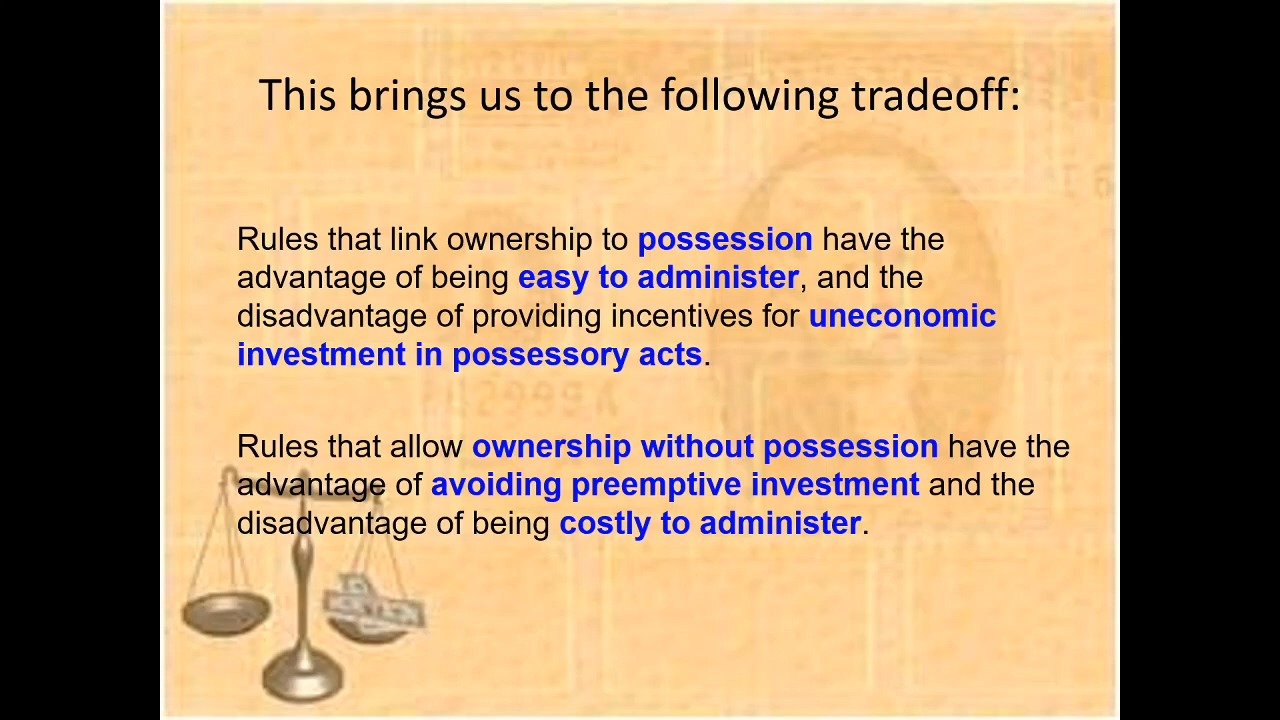 This brings us to the following tradeoff:
Rules that link ownership to possession have the
advantage of being easy to administer, and the
disadvantage of providing incentives for uneconomic
investment in possessory acts.
Rules that allow ownership without possession have the
advantage of avoiding preemptive investment and the
disadvantage of being costly to administer.